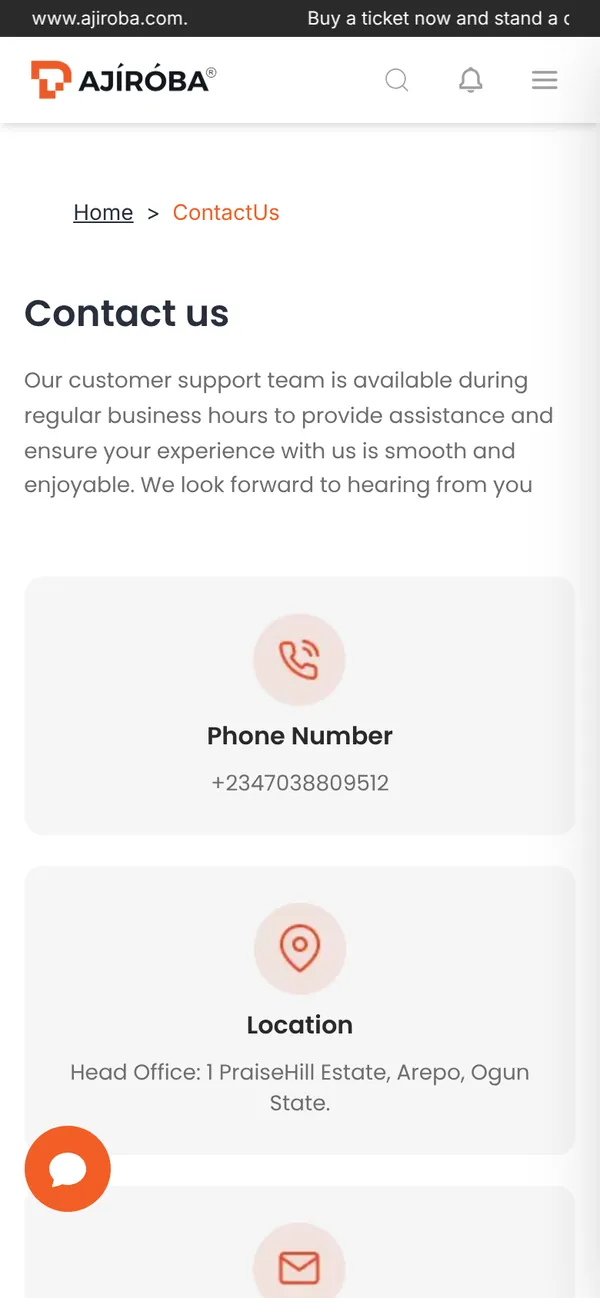 www.ajiroba.com. Buy a ticket now and stand a
AJÍRÓBA®
Home > ContactUs
Contact us
Our customer support team is available during
regular business hours to provide assistance and
ensure your experience with us is smooth and
enjoyable. We look forward to hearing from you
Phone Number
+2347038809512
Location
Head Office: 1 PraiseHill Estate, Arepo, Ogun
State.